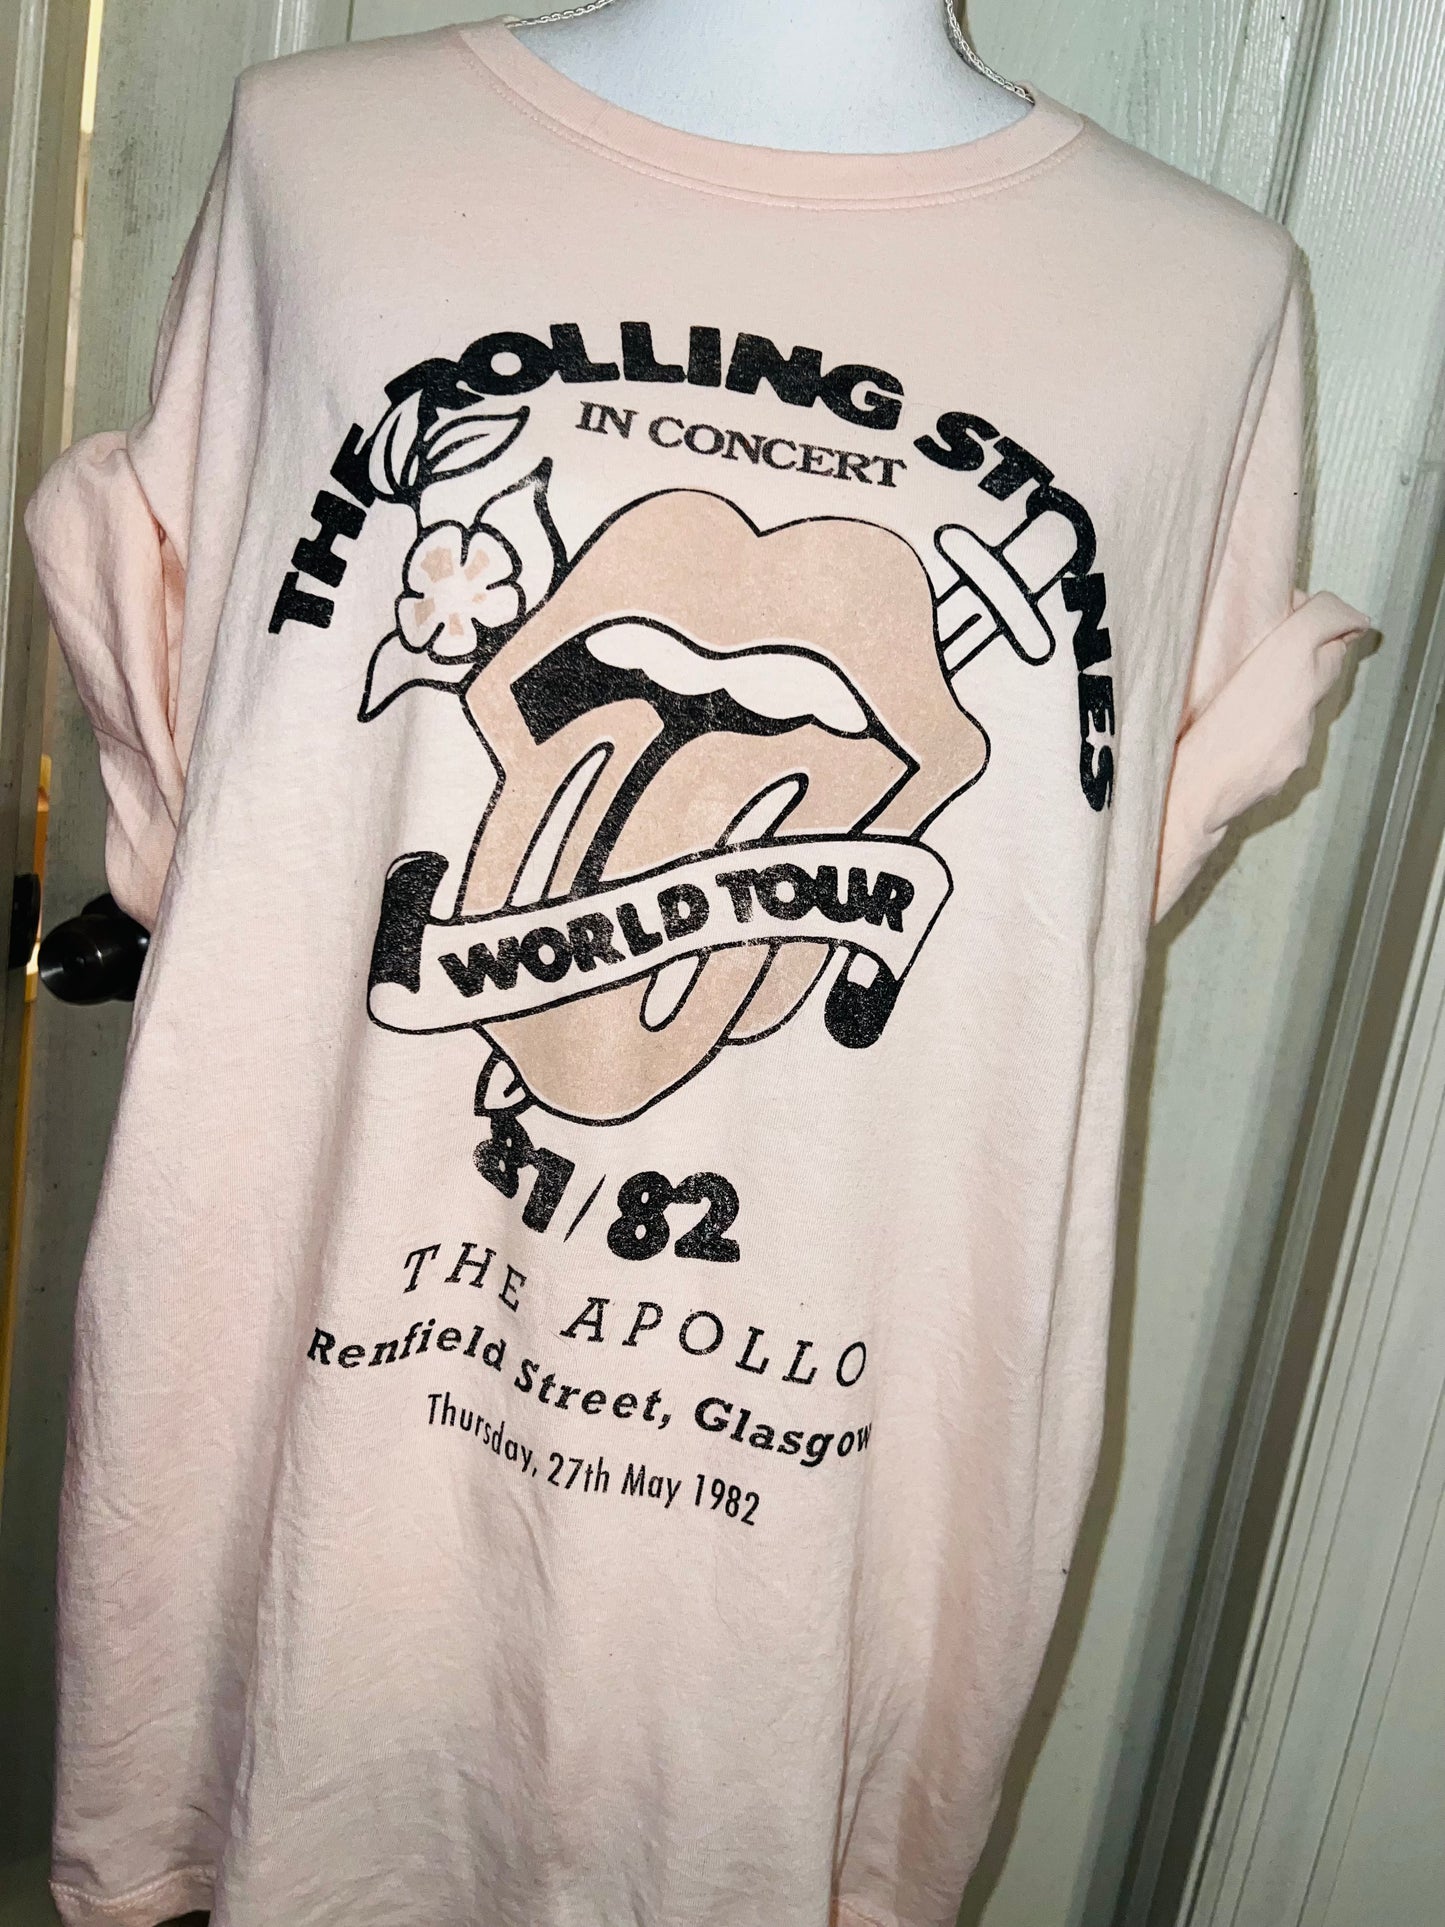 THE ROLLING STONES
IN CONCERT
WORLD TOUR
81/82
THE APOLLO
Renfield Street, Glasgow
Thursday, 27th May 1982